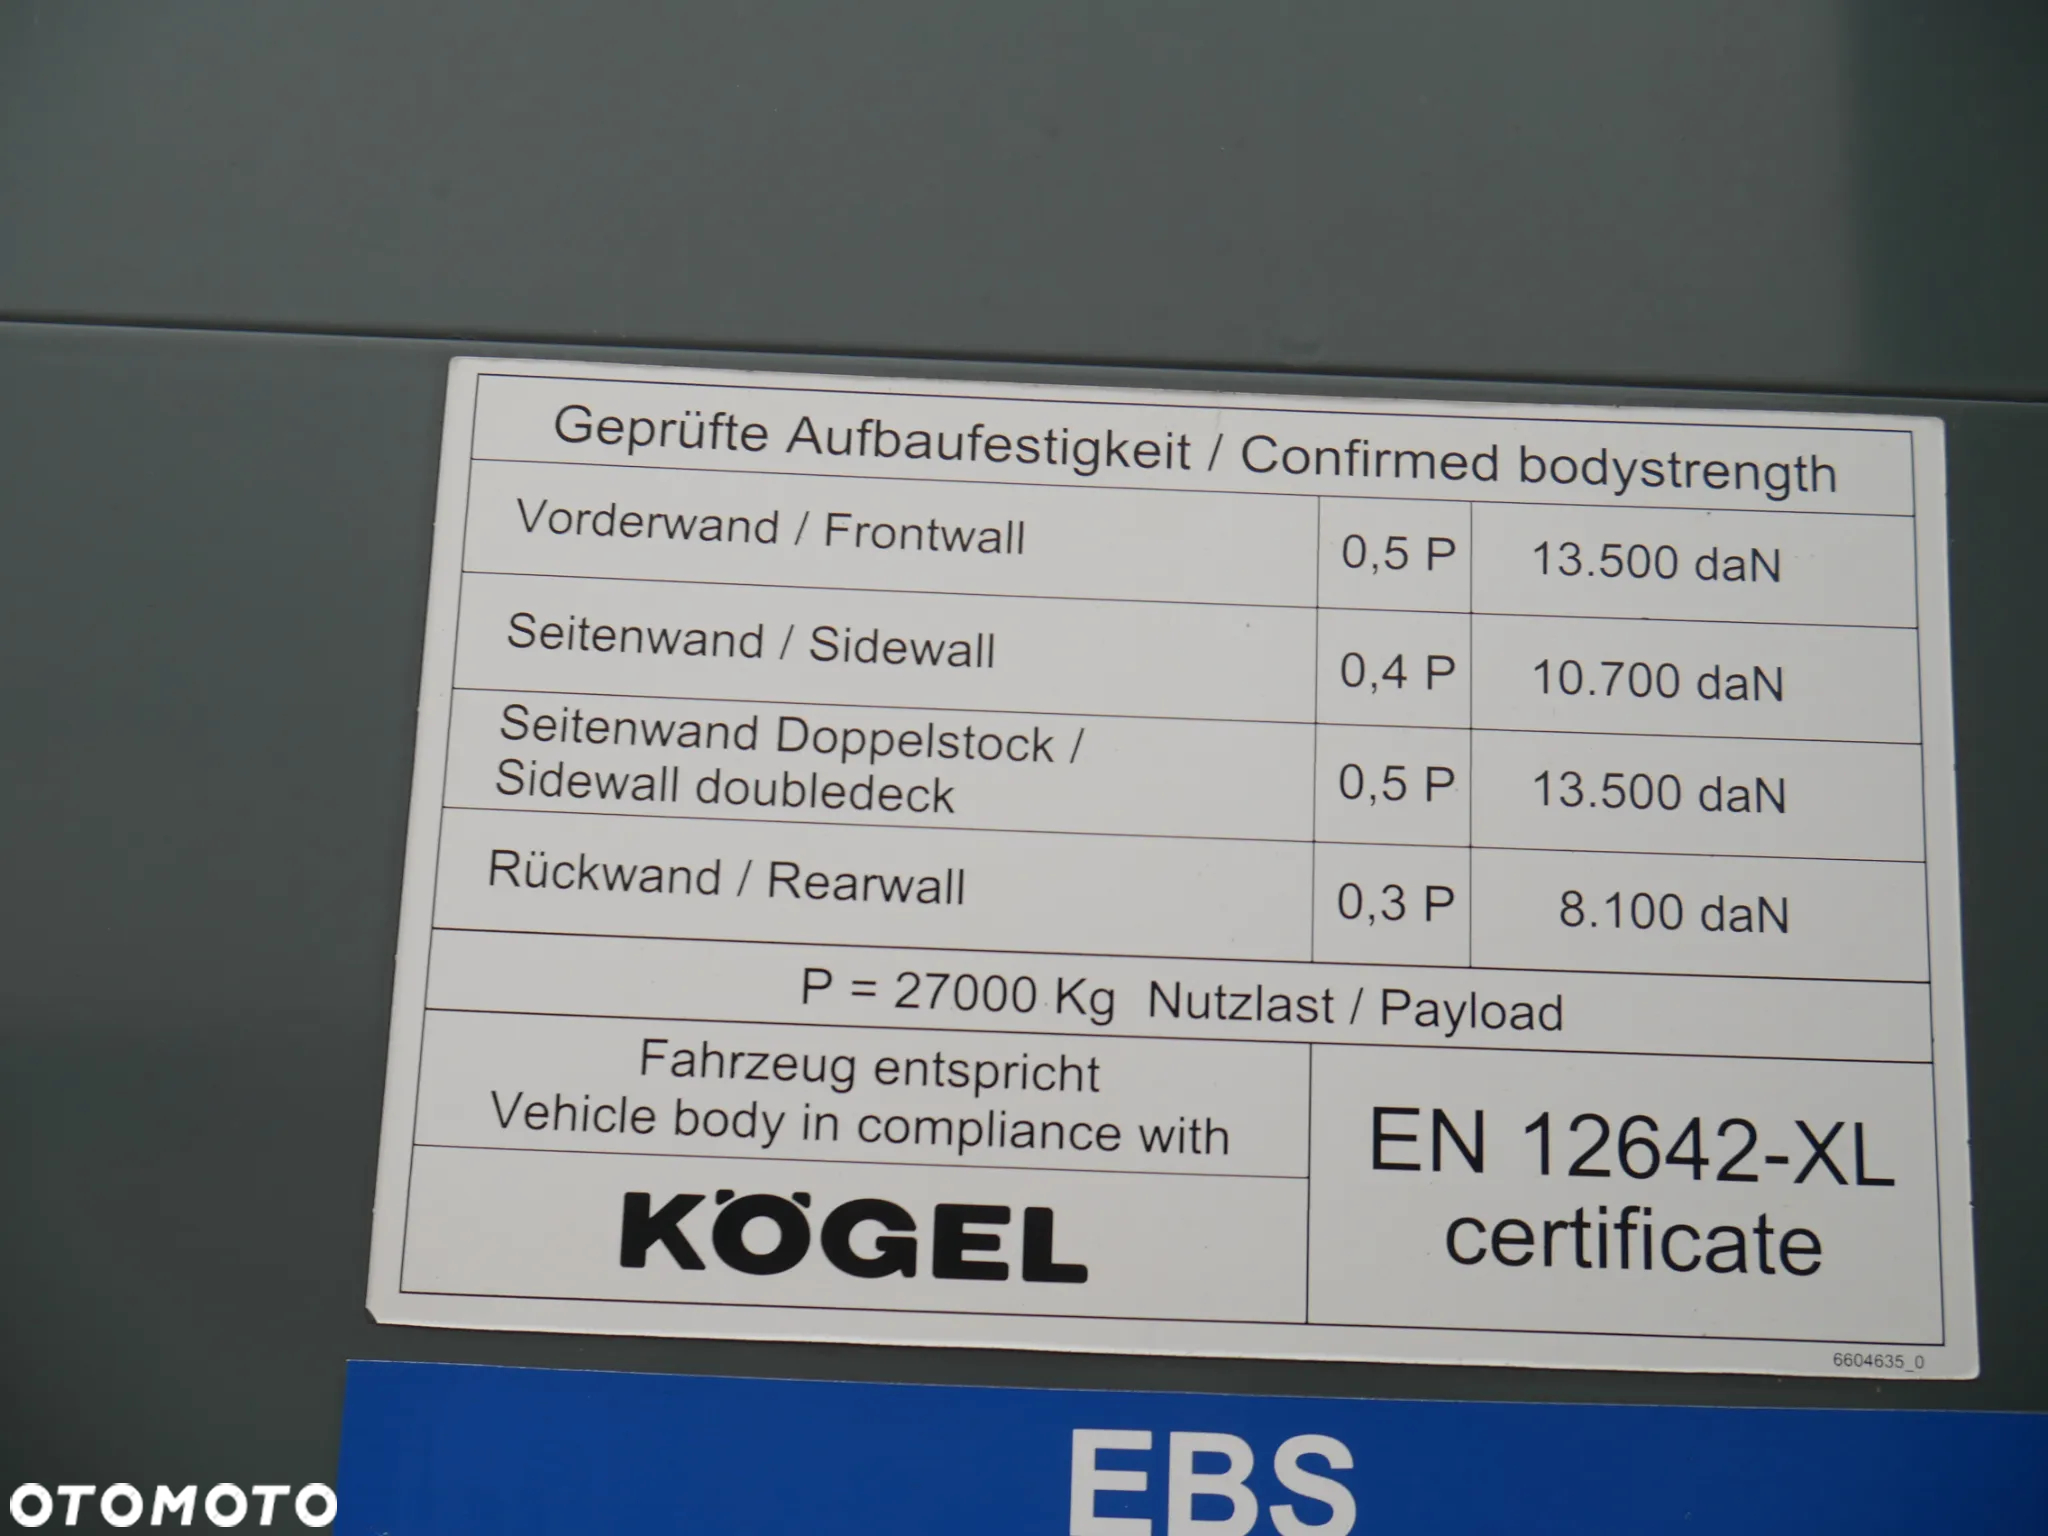 Geprüfte Aufbaufestigkeit / Confirmed bodystrength
Vorderwand / Frontwall 0,5 P 13.500 daN
Seitenwand / Sidewall 0,4 P 10.700 daN
Seitenwand Doppelstock /
Sidewall doubledeck 0,5 P 13.500 daN
Rückwand / Rearwall 0,3 P 8.100 daN
P = 27000 Kg Nutzlast / Payload
Fahrzeug entspricht
Vehicle body in compliance with
EN 12642-XL
certificate
KÖGEL
6604635_0
EBS
OTOMOTO